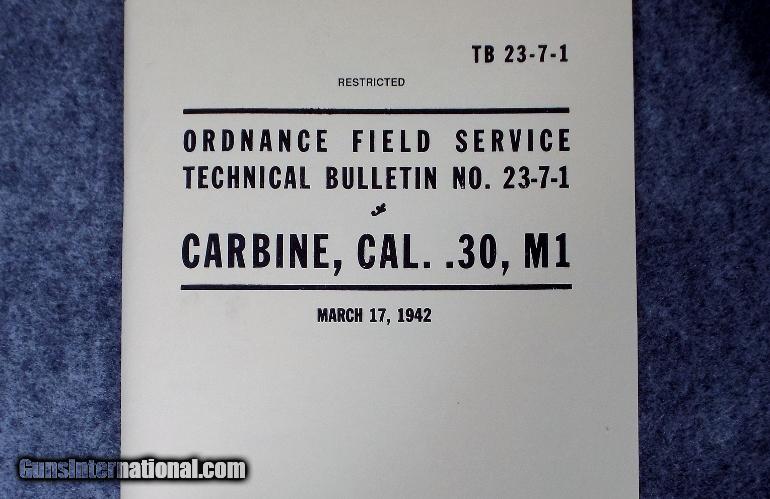 TB 23-7-1
RESTRICTED
ORDNANCE FIELD SERVICE
TECHNICAL BULLETIN NO. 23-7-1
CARBINE, CAL. .30, M1
MARCH 17, 1942
GunsInternational.com